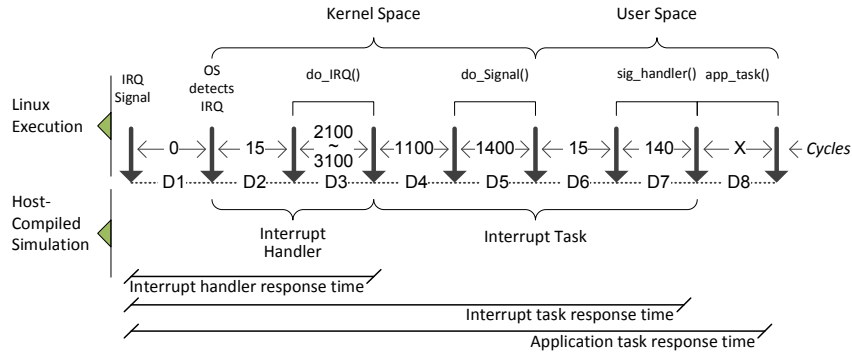 Kernel Space
User Space
IRQ
Signal
OS
detects
IRQ
do_IRQ()
do_Signal()
sig_handler()
app_task()
Linux
Execution
0
15
2100
~
3100
1100
1400
15
140
X
Cycles
D1
D2
D3
D4
D5
D6
D7
D8
Host-
Compiled
Simulation
Interrupt
Handler
Interrupt Task
Interrupt handler response time
Interrupt task response time
Application task response time